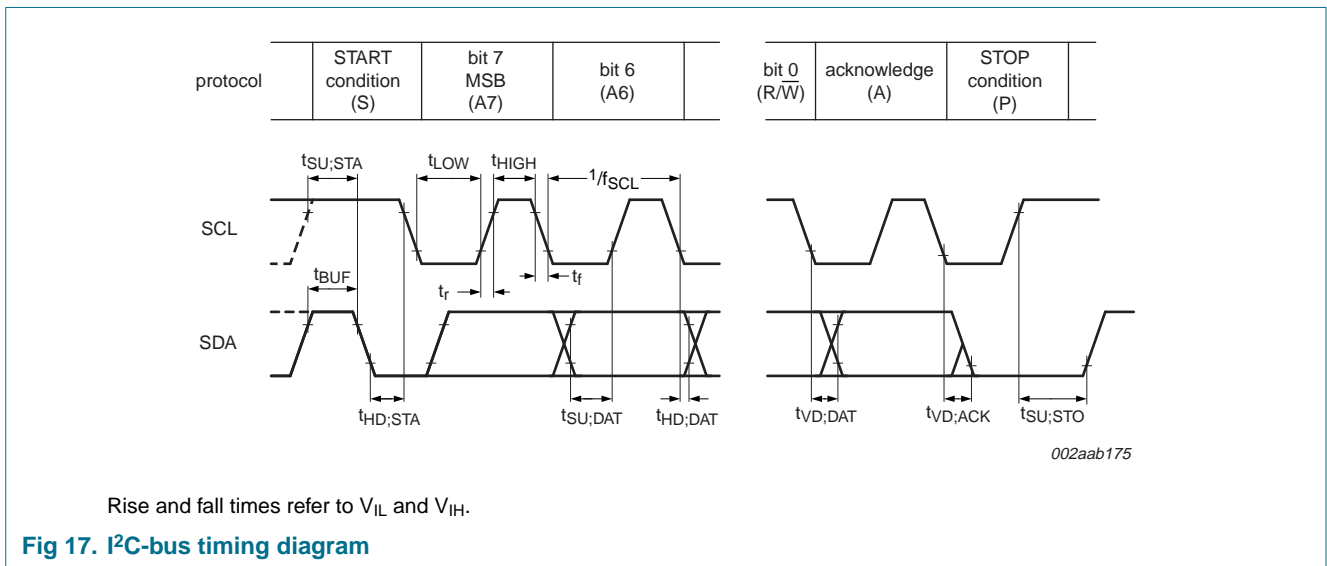 protocol
START
condition
(S)
bit 7
MSB
(A7)
bit 6
(A6)
bit 0
(R/W̅)
acknowledge
(A)
STOP
condition
(P)
tSU;STA
tLOW
tHIGH
1/fSCL
SCL
tBUF
tr
tf
SDA
tHD;STA
tSU;DAT
tHD;DAT
tVD;DAT
tVD;ACK
tSU;STO
002aab175
Rise and fall times refer to VIL and VIH.
Fig 17. I²C-bus timing diagram